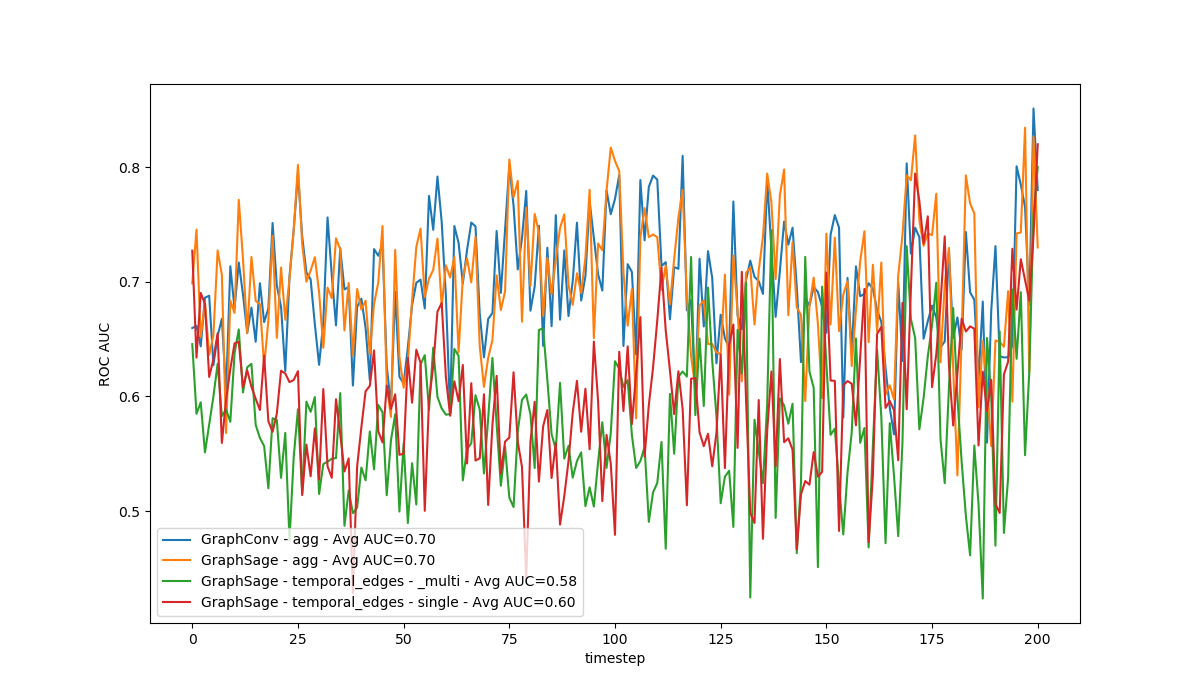 ROC AUC
0.8
0.7
0.6
0.5
GraphConv - agg - Avg AUC=0.70
GraphSage - agg - Avg AUC=0.70
GraphSage - temporal_edges - _multi - Avg AUC=0.58
GraphSage - temporal_edges - single - Avg AUC=0.60
0 25 50 75 100 125 150 175 200
timestep